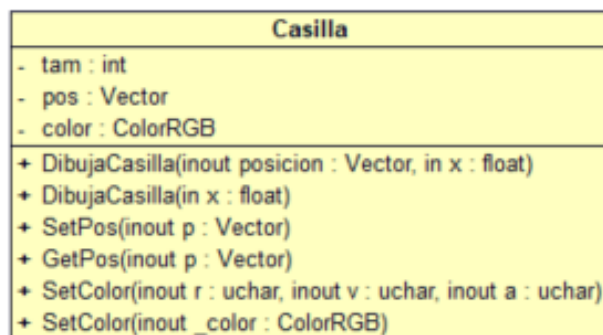 Casilla
- tam : int
- pos : Vector
- color : ColorRGB
+ DibujaCasilla(inout posicion : Vector, in x : float)
+ DibujaCasilla(in x : float)
+ SetPos(inout p : Vector)
+ GetPos(inout p : Vector)
+ SetColor(inout r : uchar, inout v : uchar, inout a : uchar)
+ SetColor(inout _color : ColorRGB)